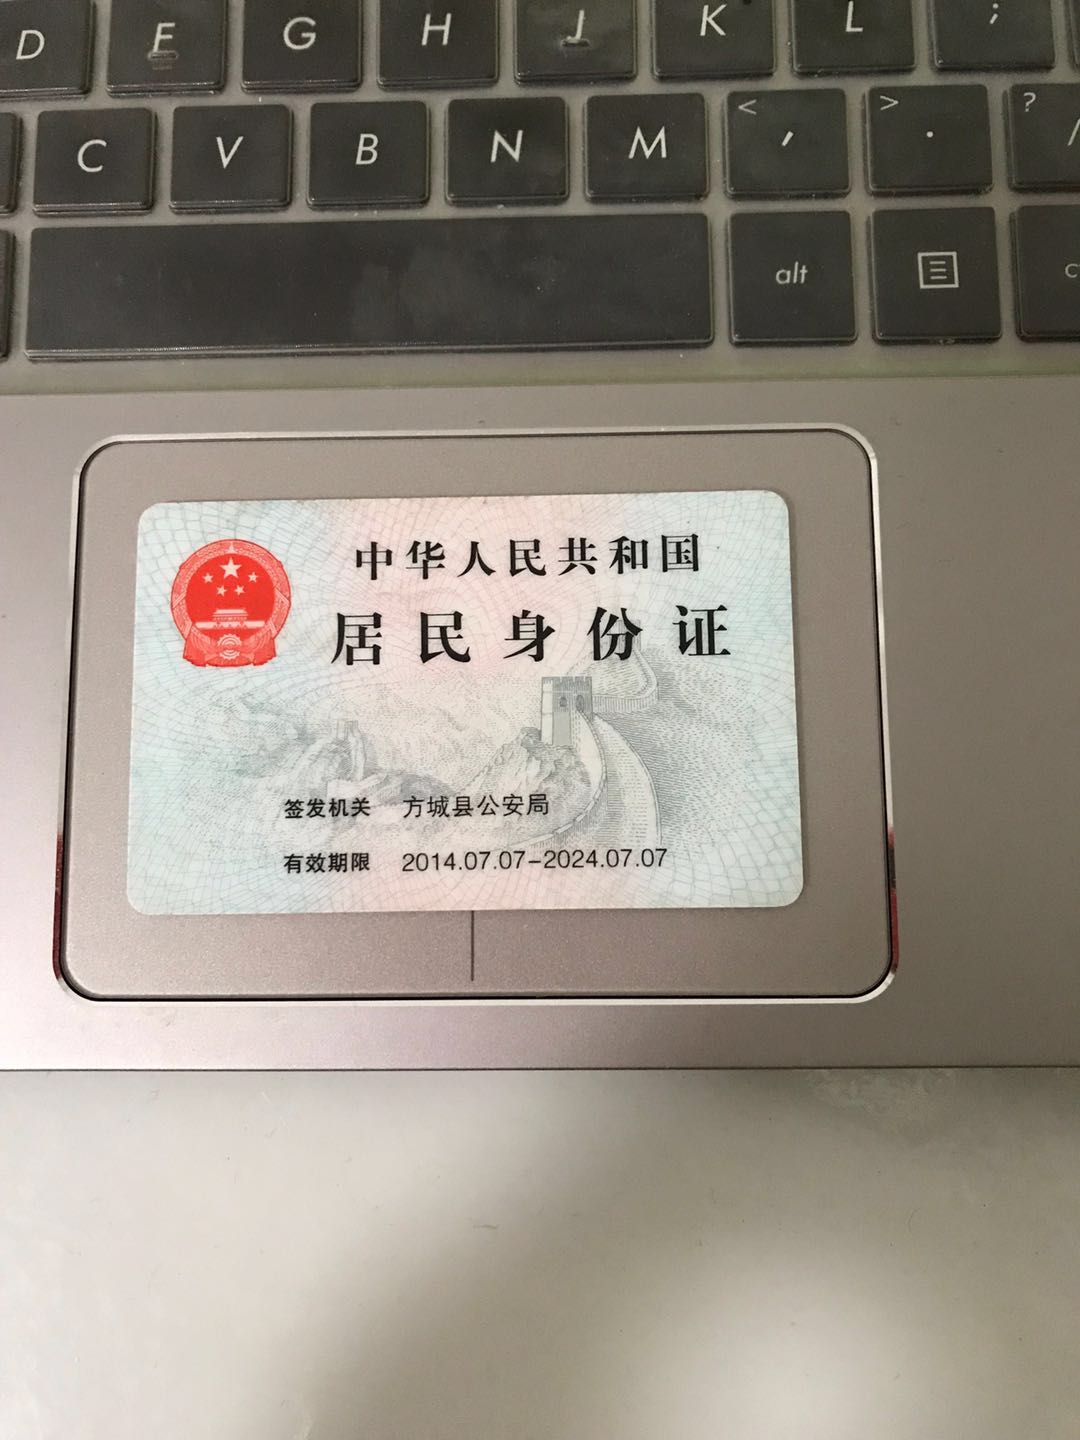 D F G H J K L ;
C V B N M < , > . ? /
alt
中华人民共和国
居民身份证
签发机关 方城县公安局
有效期限 2014.07.07-2024.07.07